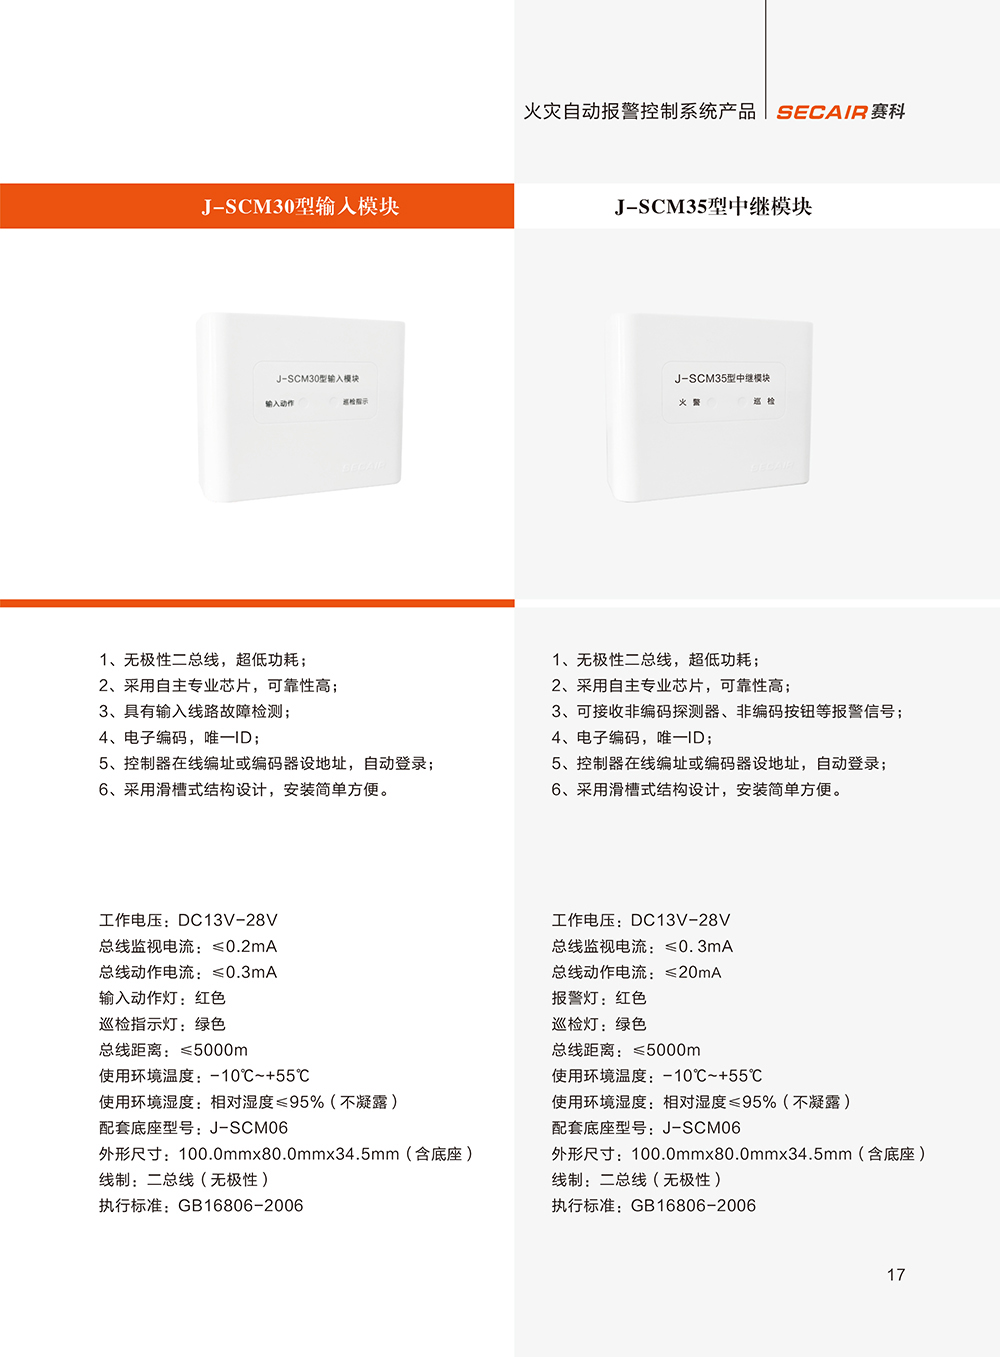 火灾自动报警控制系统产品 SECAIR 赛科
J-SCM30型输入模块
J-SCM30型输入模块
输入动作 巡检指示
SECAIR
1、无极性二总线，超低功耗；
2、采用自主专业芯片，可靠性高；
3、具有输入线路故障检测；
4、电子编码，唯一ID；
5、控制器在线编址或编码器设地址，自动登录；
6、采用滑槽式结构设计，安装简单方便。
工作电压：DC13V-28V
总线监视电流：≤0.2mA
总线动作电流：≤0.3mA
输入动作灯：红色
巡检指示灯：绿色
总线距离：≤5000m
使用环境温度：-10℃~+55℃
使用环境湿度：相对湿度≤95%（不凝露）
配套底座型号：J-SCM06
外形尺寸：100.0mmx80.0mmx34.5mm（含底座）
线制：二总线（无极性）
执行标准：GB16806-2006
J-SCM35型中继模块
J-SCM35型中继模块
火 警 巡 检
SECAIR
1、无极性二总线，超低功耗；
2、采用自主专业芯片，可靠性高；
3、可接收非编码探测器、非编码按钮等报警信号；
4、电子编码，唯一ID；
5、控制器在线编址或编码器设地址，自动登录；
6、采用滑槽式结构设计，安装简单方便。
工作电压：DC13V-28V
总线监视电流：≤0.3mA
总线动作电流：≤20mA
报警灯：红色
巡检灯：绿色
总线距离：≤5000m
使用环境温度：-10℃~+55℃
使用环境湿度：相对湿度≤95%（不凝露）
配套底座型号：J-SCM06
外形尺寸：100.0mmx80.0mmx34.5mm（含底座）
线制：二总线（无极性）
执行标准：GB16806-2006
17